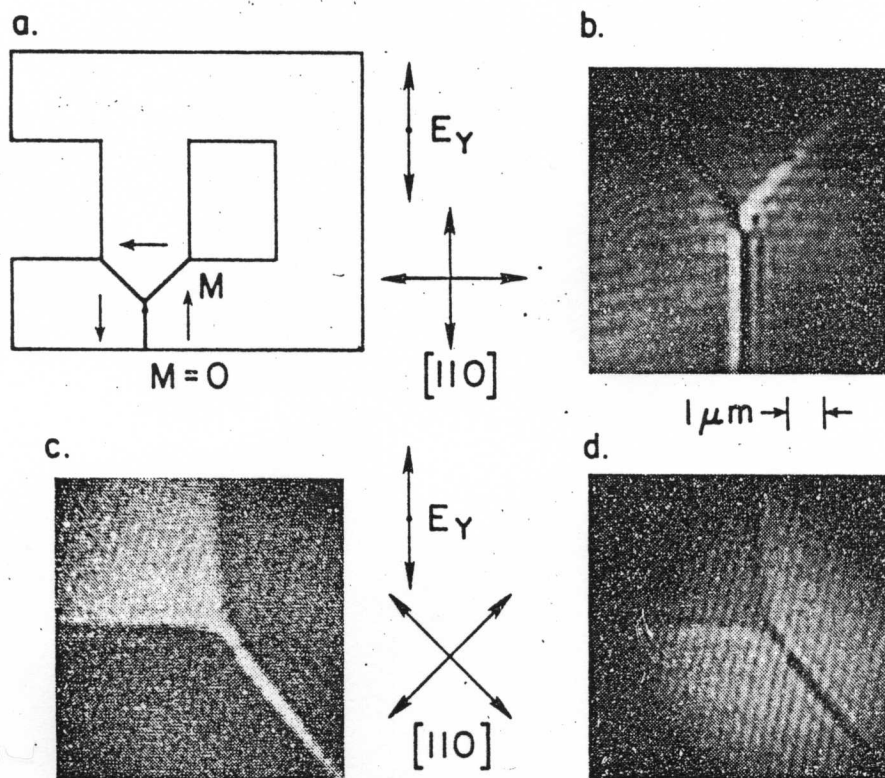 a.
b.
E_Y
M
M = 0
[110]
1 μm
c.
d.
E_Y
[110]